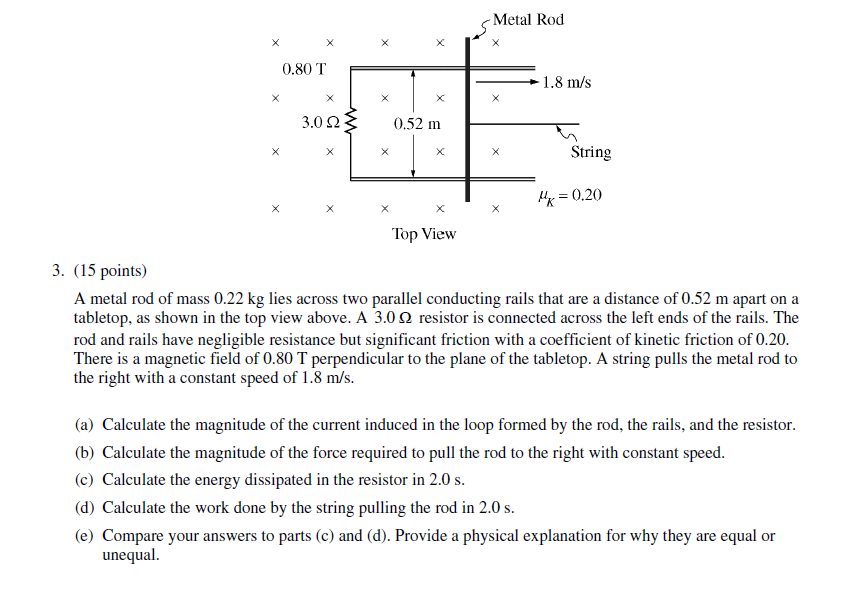 Metal Rod
0.80 T
1.8 m/s
3.0 Ω
0.52 m
String
μK = 0.20
Top View
3. (15 points)
A metal rod of mass 0.22 kg lies across two parallel conducting rails that are a distance of 0.52 m apart on a
tabletop, as shown in the top view above. A 3.0 Ω resistor is connected across the left ends of the rails. The
rod and rails have negligible resistance but significant friction with a coefficient of kinetic friction of 0.20.
There is a magnetic field of 0.80 T perpendicular to the plane of the tabletop. A string pulls the metal rod to
the right with a constant speed of 1.8 m/s.
(a) Calculate the magnitude of the current induced in the loop formed by the rod, the rails, and the resistor.
(b) Calculate the magnitude of the force required to pull the rod to the right with constant speed.
(c) Calculate the energy dissipated in the resistor in 2.0 s.
(d) Calculate the work done by the string pulling the rod in 2.0 s.
(e) Compare your answers to parts (c) and (d). Provide a physical explanation for why they are equal or
unequal.